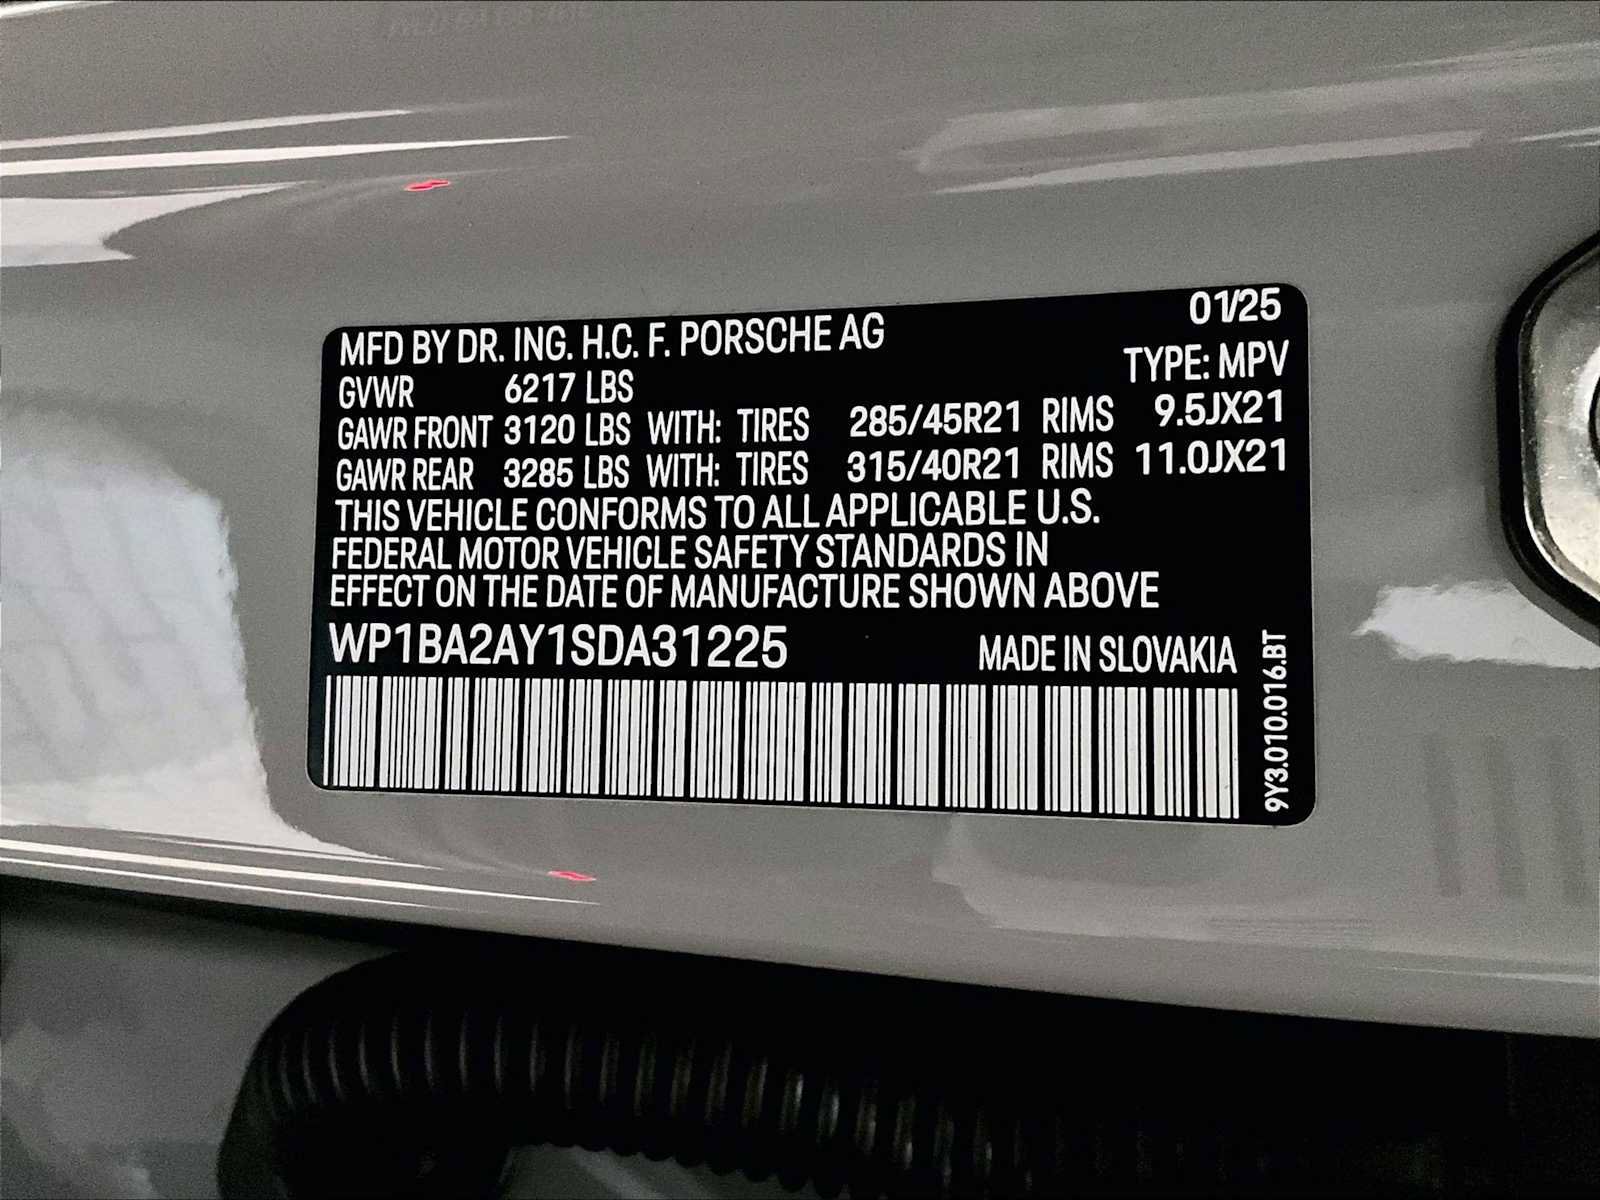 MFD BY DR. ING. H.C. F. PORSCHE AG 01/25
GVWR 6217 LBS TYPE: MPV
GAWR FRONT 3120 LBS WITH: TIRES 285/45R21 RIMS 9.5JX21
GAWR REAR 3285 LBS WITH: TIRES 315/40R21 RIMS 11.0JX21
THIS VEHICLE CONFORMS TO ALL APPLICABLE U.S.
FEDERAL MOTOR VEHICLE SAFETY STANDARDS IN
EFFECT ON THE DATE OF MANUFACTURE SHOWN ABOVE
WP1BA2AY1SDA31225 MADE IN SLOVAKIA
9Y3.010.016.BT